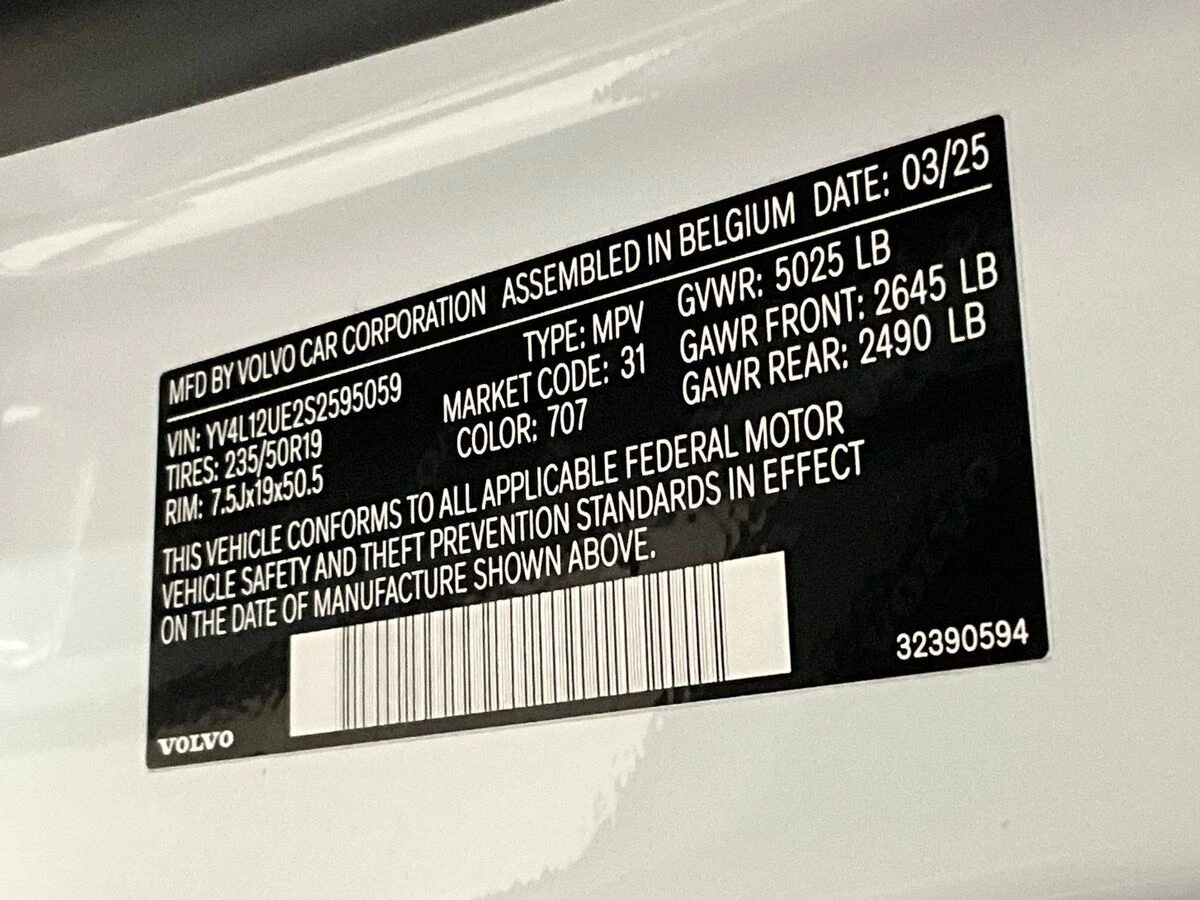 MFD BY VOLVO CAR CORPORATION ASSEMBLED IN BELGIUM DATE: 03/25
VIN: YV4L12UE2S2595059 TYPE: MPV GVWR: 5025 LB
TIRES: 235/50R19 MARKET CODE: 31 GAWR FRONT: 2645 LB
RIM: 7.5Jx19x50.5 COLOR: 707 GAWR REAR: 2490 LB
THIS VEHICLE CONFORMS TO ALL APPLICABLE FEDERAL MOTOR
VEHICLE SAFETY AND THEFT PREVENTION STANDARDS IN EFFECT
ON THE DATE OF MANUFACTURE SHOWN ABOVE.
VOLVO 32390594